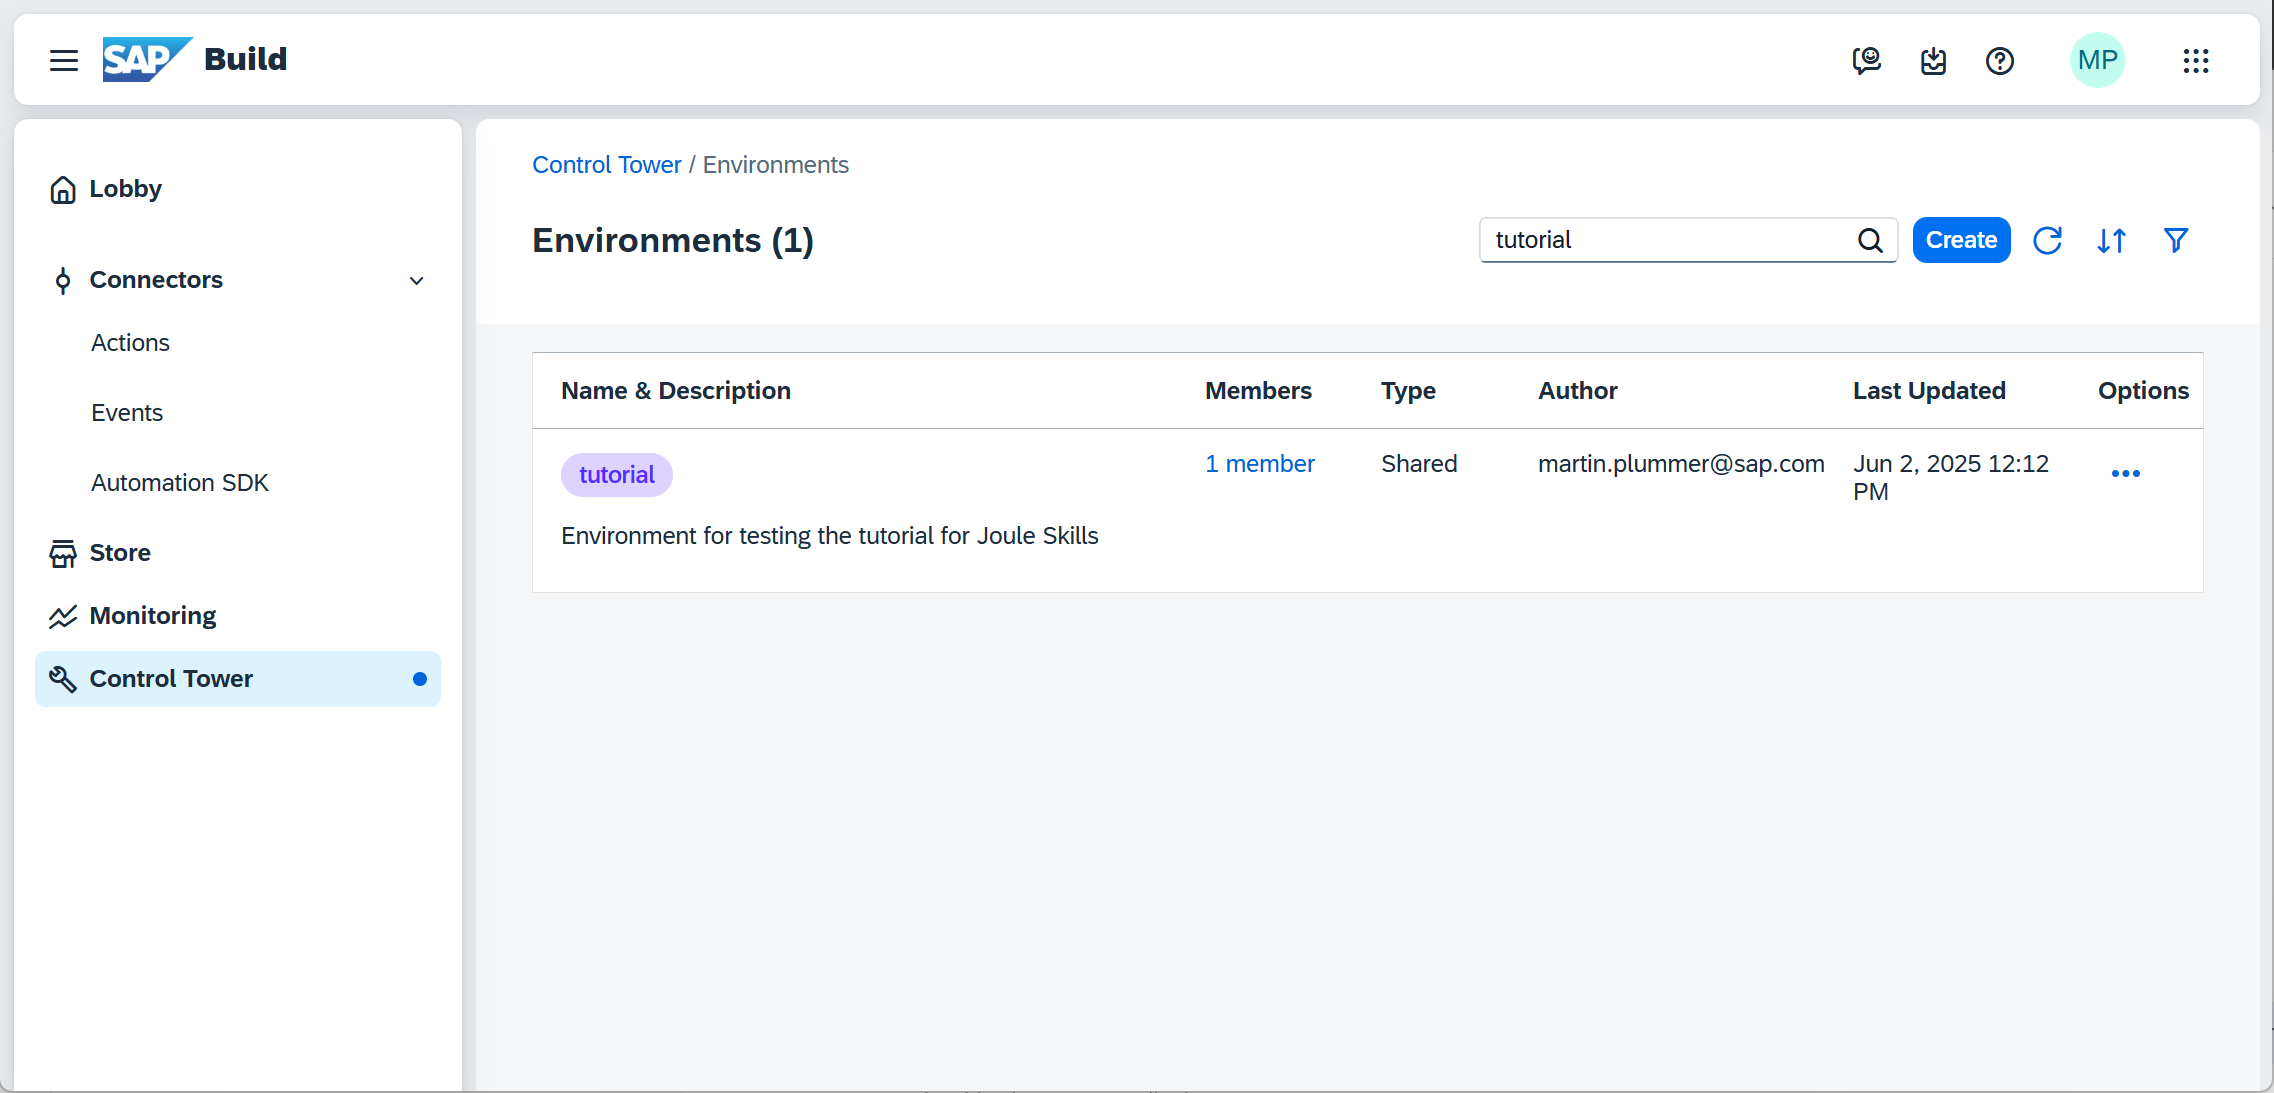 SAP Build
MP
Lobby
Connectors
Actions
Events
Automation SDK
Store
Monitoring
Control Tower
Control Tower / Environments
Environments (1)
tutorial
Create
Name & Description Members Type Author Last Updated Options
tutorial 1 member Shared martin.plummer@sap.com Jun 2, 2025 12:12
PM
Environment for testing the tutorial for Joule Skills